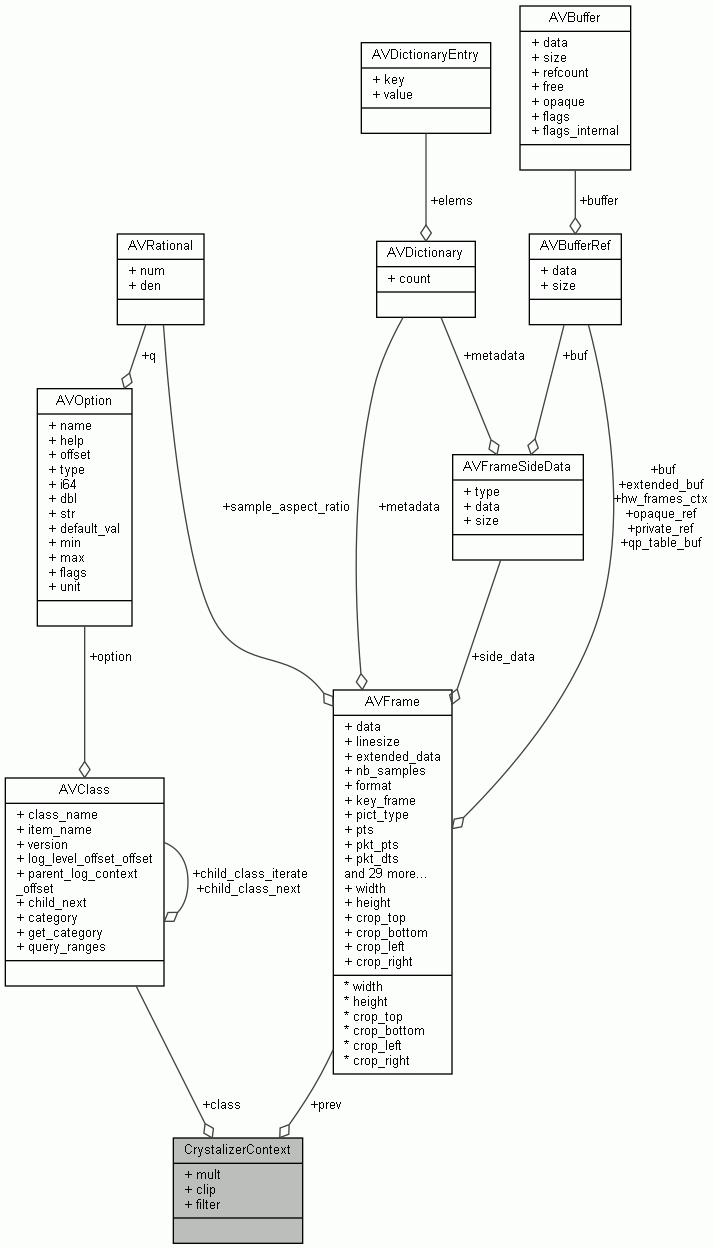 AVBuffer
+ data
+ size
+ refcount
+ free
+ opaque
+ flags
+ flags_internal
AVDictionaryEntry
+ key
+ value
+elems
+buffer
AVRational
+ num
+ den
AVDictionary
+ count
AVBufferRef
+ data
+ size
+q
+metadata
+buf
AVOption
+ name
+ help
+ offset
+ type
+ i64
+ dbl
+ str
+ default_val
+ min
+ max
+ flags
+ unit
AVFrameSideData
+ type
+ data
+ size
+sample_aspect_ratio
+metadata
+buf
+extended_buf
+hw_frames_ctx
+opaque_ref
+private_ref
+qp_table_buf
+option
+side_data
AVFrame
+ data
+ linesize
+ extended_data
+ nb_samples
+ format
+ key_frame
+ pict_type
+ pts
+ pkt_pts
+ pkt_dts
and 29 more...
+ width
+ height
+ crop_top
+ crop_bottom
+ crop_left
+ crop_right
* width
* height
* crop_top
* crop_bottom
* crop_left
* crop_right
AVClass
+ class_name
+ item_name
+ version
+ log_level_offset_offset
+ parent_log_context
_offset
+ child_next
+ category
+ get_category
+ query_ranges
+child_class_iterate
+child_class_next
+class
+prev
CrystalizerContext
+ mult
+ clip
+ filter